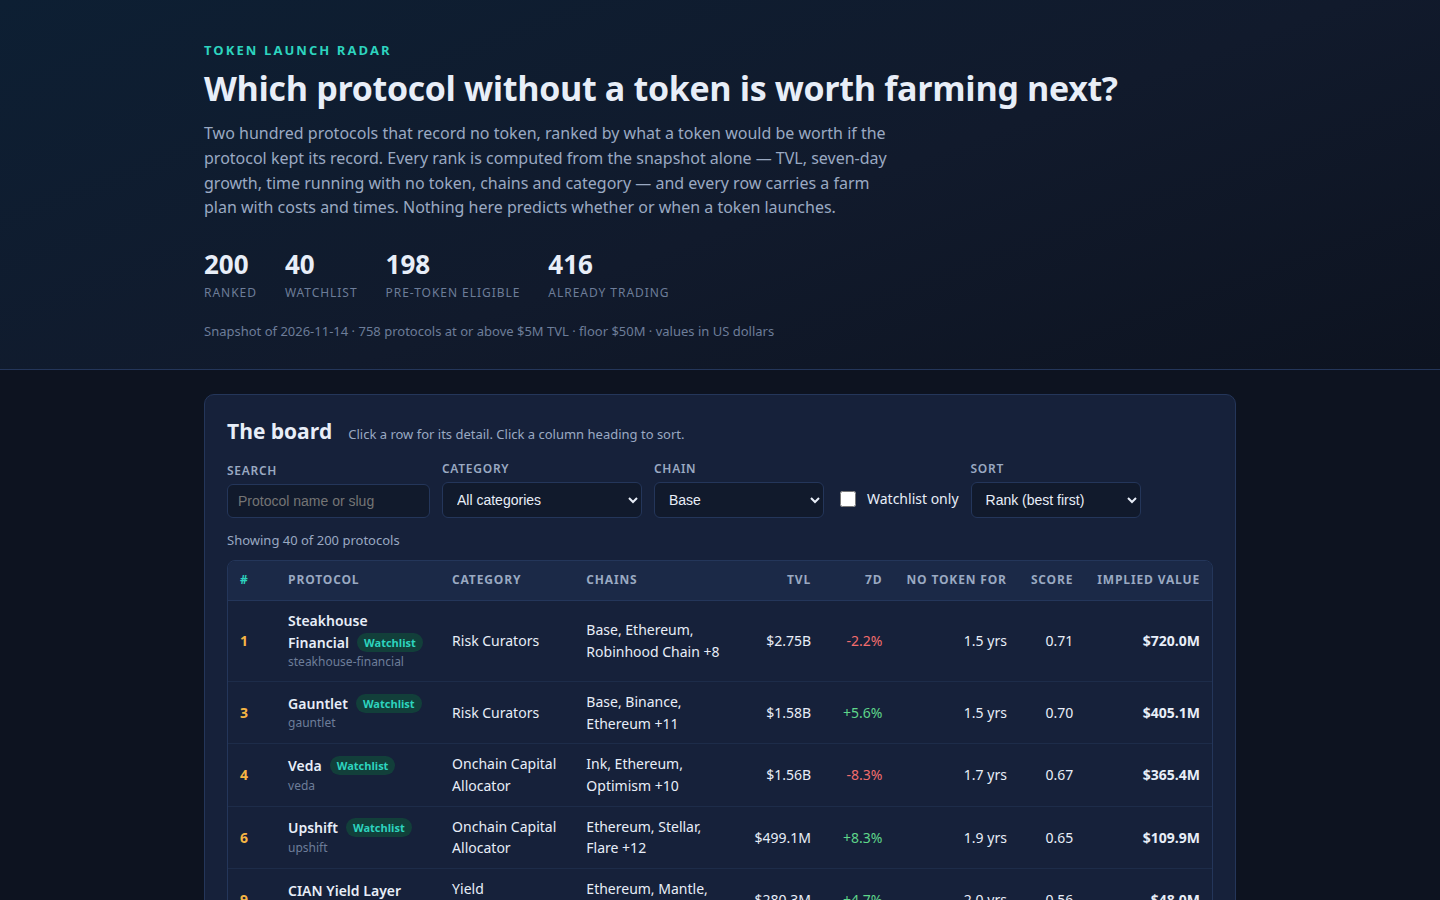 TOKEN LAUNCH RADAR
Which protocol without a token is worth farming next?
Two hundred protocols that record no token, ranked by what a token would be worth if the
protocol kept its record. Every rank is computed from the snapshot alone — TVL, seven-day
growth, time running with no token, chains and category — and every row carries a farm
plan with costs and times. Nothing here predicts whether or when a token launches.
200 40 198 416
RANKED WATCHLIST PRE-TOKEN ELIGIBLE ALREADY TRADING
Snapshot of 2026-11-14 · 758 protocols at or above $5M TVL · floor $50M · values in US dollars
The board Click a row for its detail. Click a column heading to sort.
SEARCH CATEGORY CHAIN SORT
Protocol name or slug All categories Base Watchlist only Rank (best first)
Showing 40 of 200 protocols
# PROTOCOL CATEGORY CHAINS TVL 7D NO TOKEN FOR SCORE IMPLIED VALUE
1 Steakhouse Financial Watchlist Risk Curators Base, Ethereum, Robinhood Chain +8 $2.75B -2.2% 1.5 yrs 0.71 $720.0M
steakhouse-financial
3 Gauntlet Watchlist Risk Curators Base, Binance, Ethereum +11 $1.58B +5.6% 1.5 yrs 0.70 $405.1M
gauntlet
4 Veda Watchlist Onchain Capital Allocator Ink, Ethereum, Optimism +10 $1.56B -8.3% 1.7 yrs 0.67 $365.4M
veda
6 Upshift Watchlist Onchain Capital Allocator Ethereum, Stellar, Flare +12 $499.1M +8.3% 1.9 yrs 0.65 $109.9M
upshift
9 CIAN Yield Layer Yield Ethereum, Mantle, $280.3M +4.7% 2.0 yrs 0.56 $48.0M